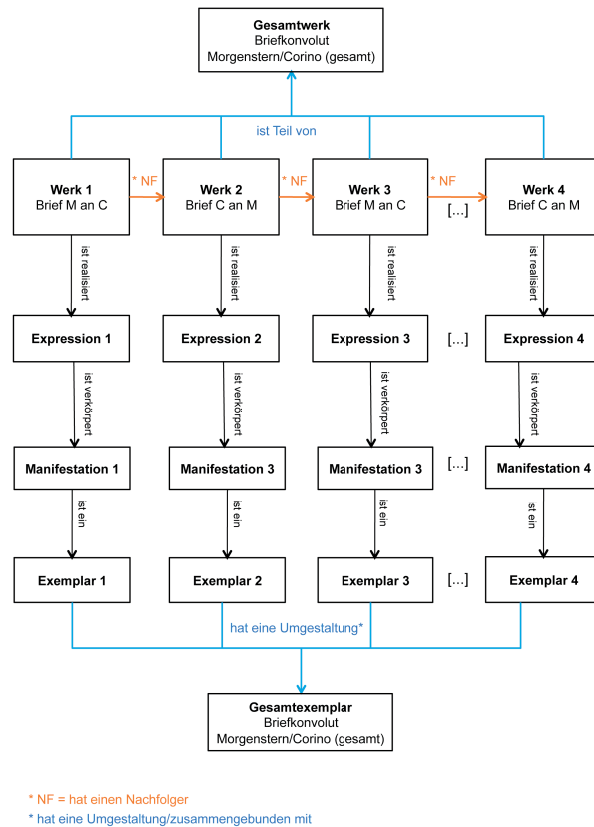 Gesamtwerk
Briefkonvolut
Morgenstern/Corino (gesamt)
ist Teil von
Werk 1
Brief M an C
* NF
Werk 2
Brief C an M
* NF
Werk 3
Brief M an C
* NF
[...]
Werk 4
Brief C an M
ist realisiert
ist realisiert
ist realisiert
ist realisiert
Expression 1
Expression 2
Expression 3
[...]
Expression 4
ist verkörpert
ist verkörpert
ist verkörpert
ist verkörpert
Manifestation 1
Manifestation 3
Manifestation 3
[...]
Manifestation 4
ist ein
ist ein
ist ein
st ein
Exemplar 1
Exemplar 2
Exemplar 3
[...]
Exemplar 4
hat eine Umgestaltung*
Gesamtexemplar
Briefkonvolut
Morgenstern/Corino (gesamt)
* NF = hat einen Nachfolger
* hat eine Umgestaltung/zusammengebunden mit